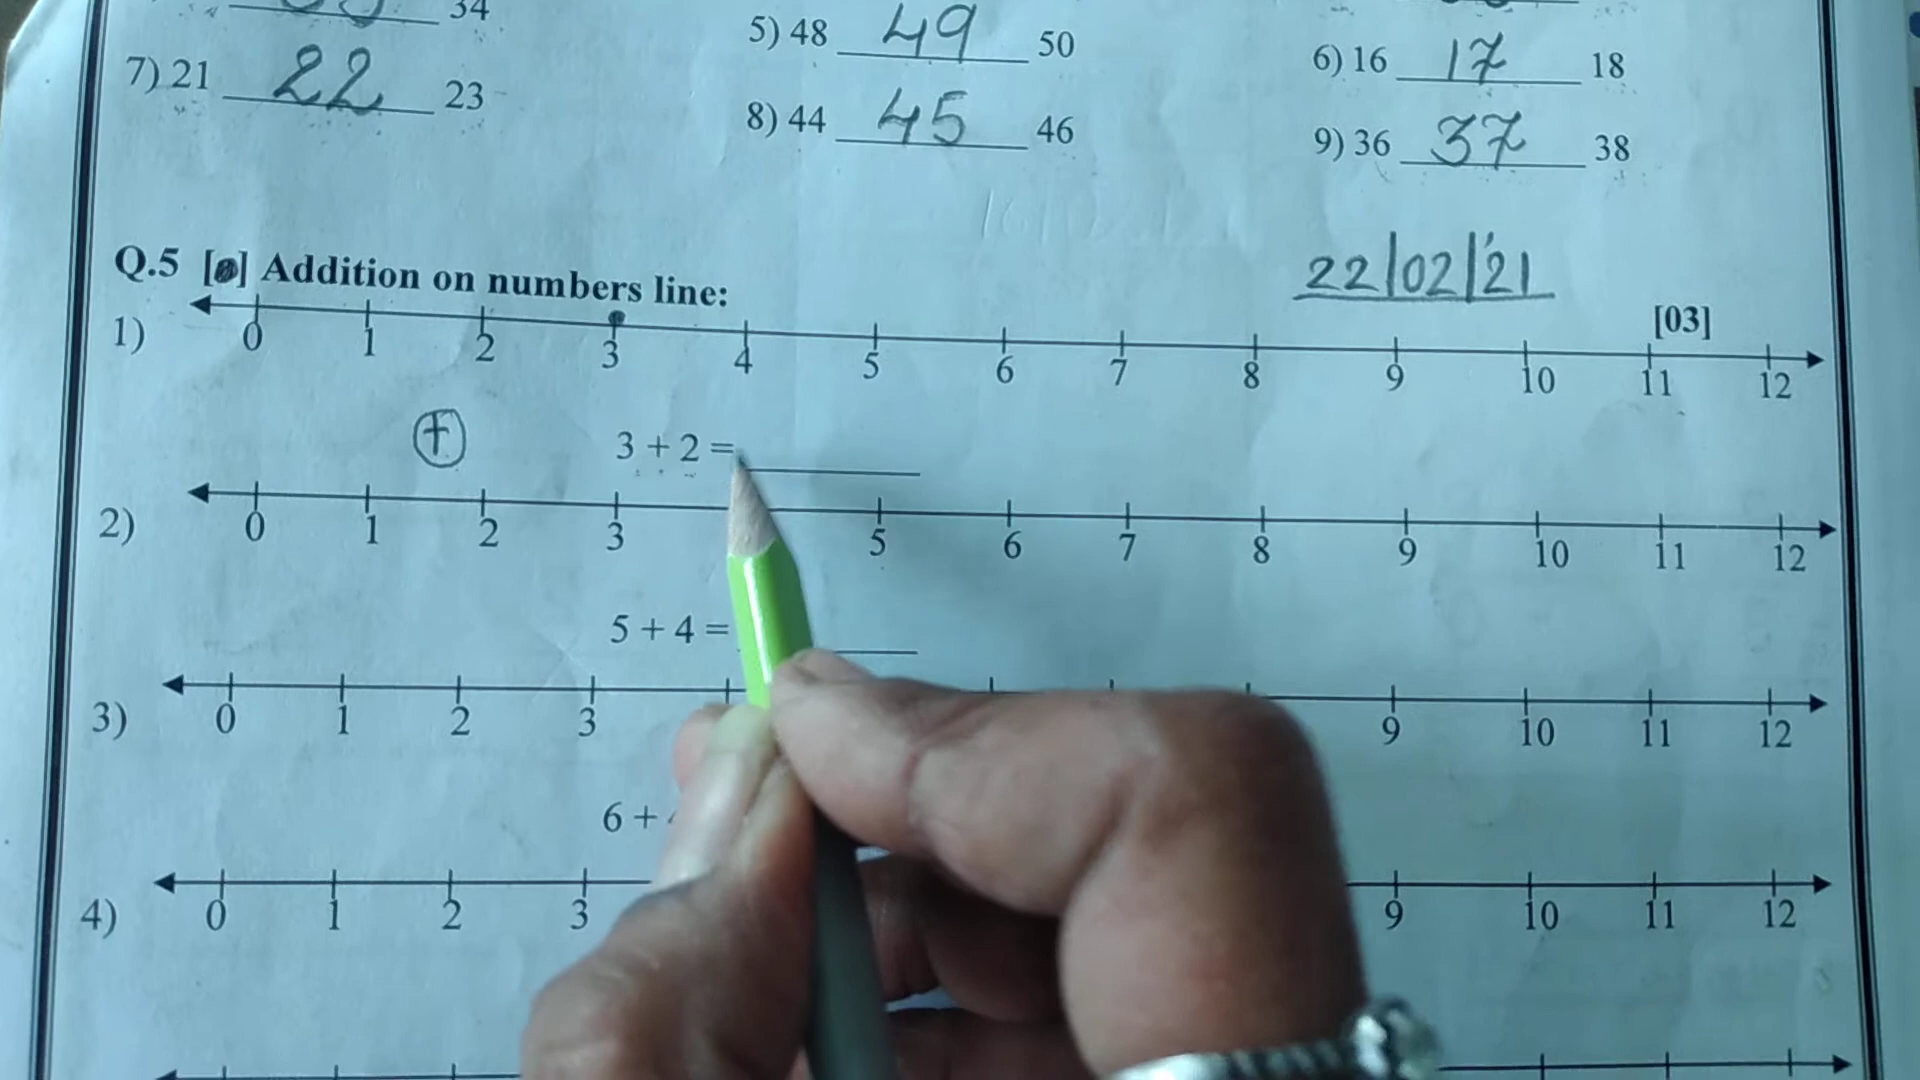 34
5) 48 49 50
6) 16 17 18
7) 21 22 23
8) 44 45 46
9) 36 37 38
Q.5 [] Addition on numbers line:
22/02/'21
[03]
1) 0 1 2 3 4 5 6 7 8 9 10 11 12
+ 3 + 2 =
2) 0 1 2 3 5 6 7 8 9 10 11 12
5 + 4 =
3) 0 1 2 3 9 10 11 12
6 +
4) 0 1 2 3 9 10 11 12